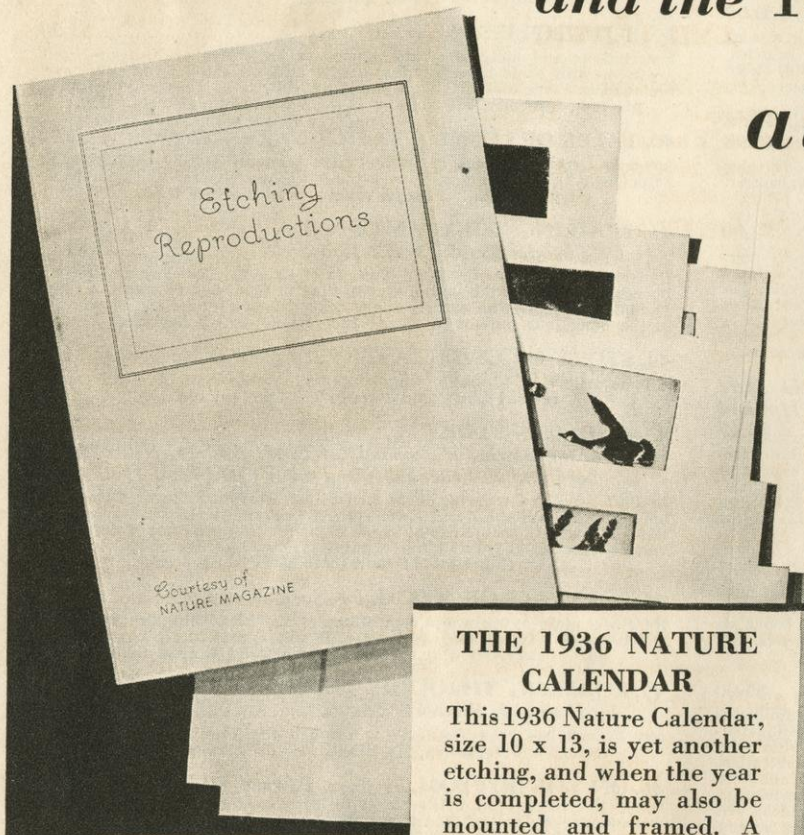 and the
Etching
Reproductions
Courtesy of
NATURE MAGAZINE
THE 1936 NATURE
CALENDAR
This 1936 Nature Calendar,
size 10 x 13, is yet another
etching, and when the year
is completed, may also be
mounted and framed. A